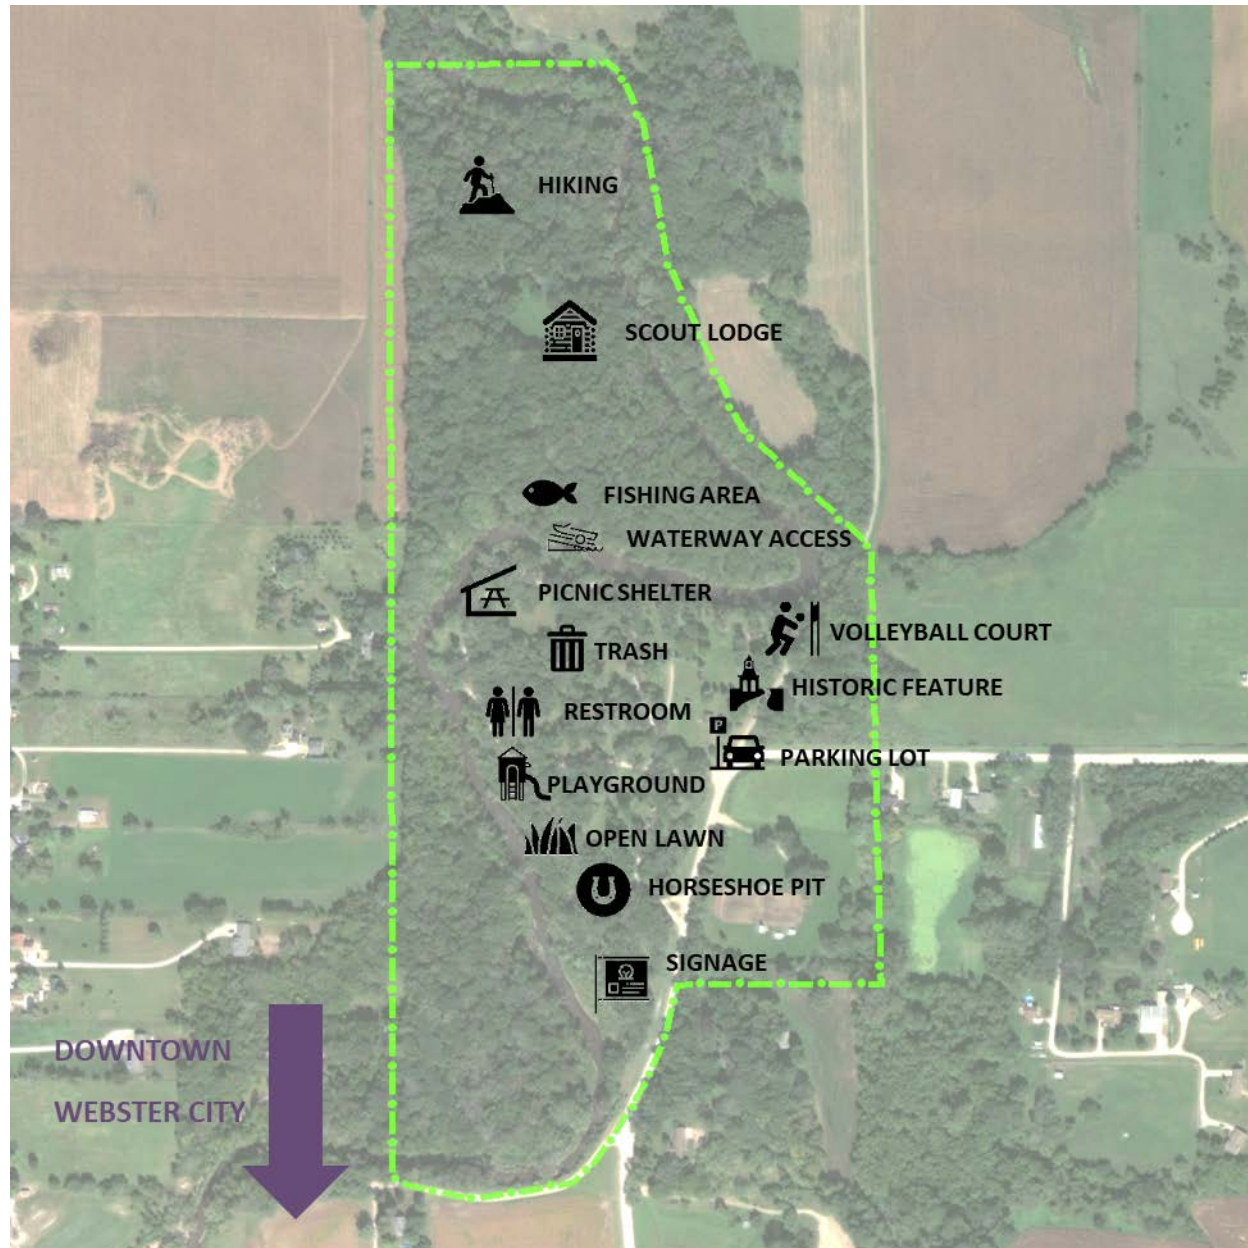 HIKING
SCOUT LODGE
FISHING AREA
WATERWAY ACCESS
PICNIC SHELTER
VOLLEYBALL COURT
TRASH
HISTORIC FEATURE
RESTROOM
P
PARKING LOT
PLAYGROUND
OPEN LAWN
HORSESHOE PIT
SIGNAGE
DOWNTOWN
WEBSTER CITY